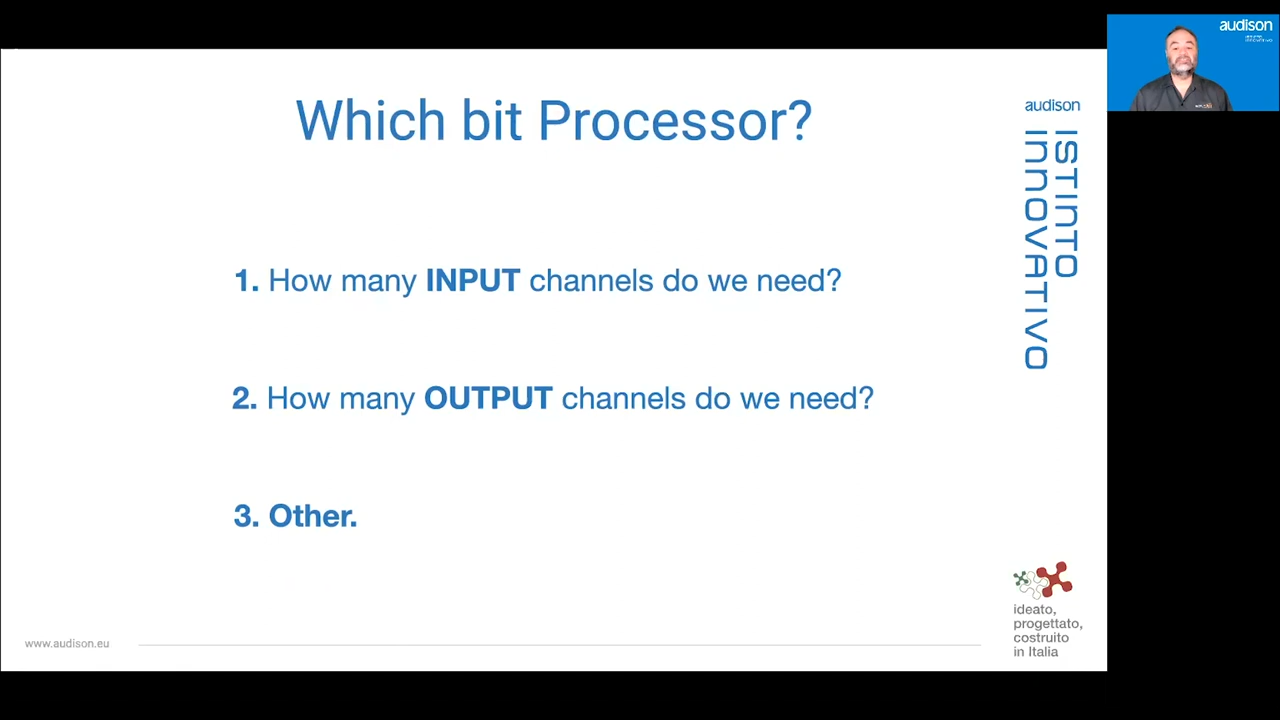 Which bit Processor?
1. How many INPUT channels do we need?
2. How many OUTPUT channels do we need?
3. Other.
audison
ISTINTO
INNOVATIVO
ideato,
progettato,
costruito
in Italia
www.audison.eu
audison